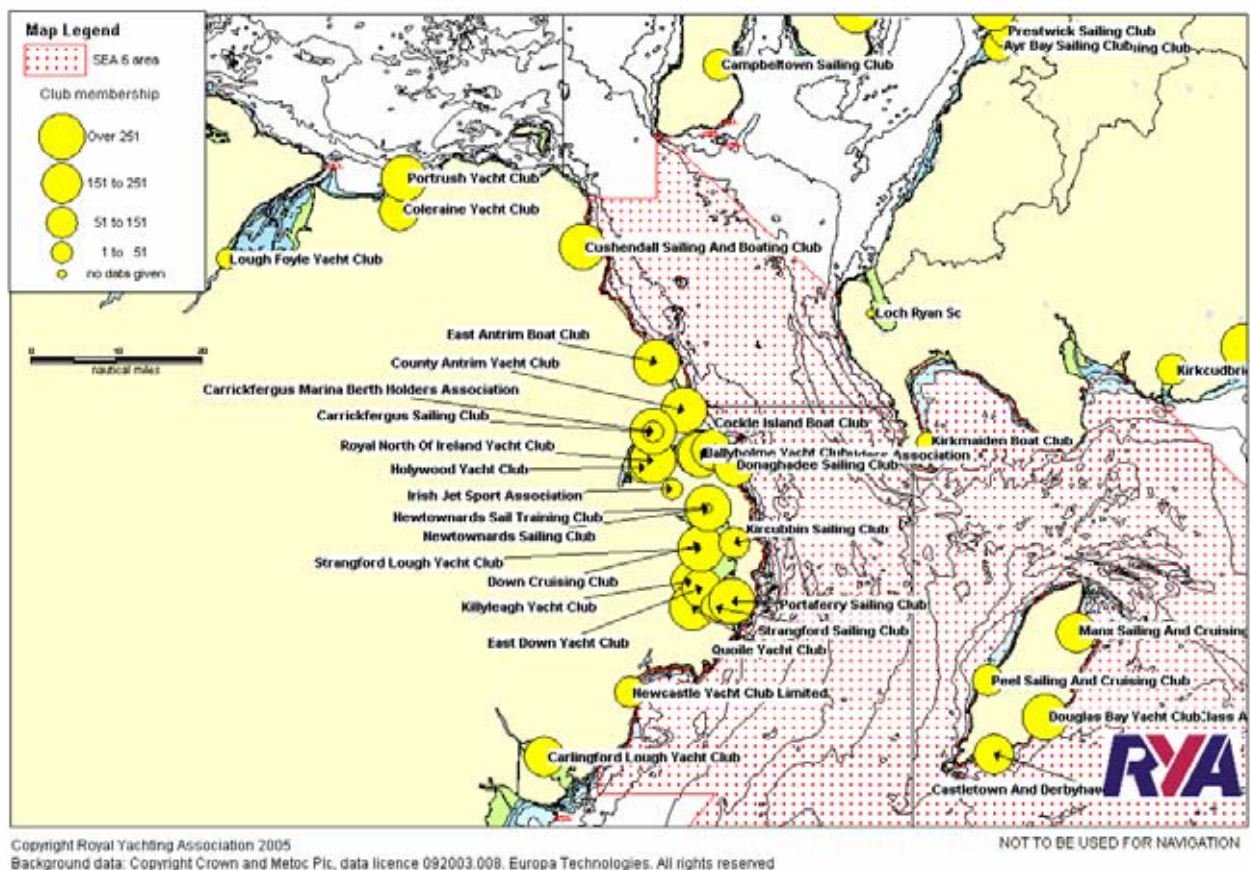 Map Legend
SEA 6 area
Club membership
Over 251
151 to 251
51 to 151
1 to 51
no data given
0 10 20
nautical miles
Prestwick Sailing Club
Ayr Bay Sailing Club
Campbeltown Sailing Club
Portrush Yacht Club
Coleraine Yacht Club
Lough Foyle Yacht Club
Cushendall Sailing And Boating Club
Loch Ryan Sc
East Antrim Boat Club
County Antrim Yacht Club
Kirkcudbrig
Carrickfergus Marina Berth Holders Association
Carrickfergus Sailing Club
Cockle Island Boat Club
Kirkmaiden Boat Club
Royal North Of Ireland Yacht Club
Ballyholme Yacht Club Association
Holywood Yacht Club
Donaghadee Sailing Club
Irish Jet Sport Association
Newtownards Sail Training Club
Kircubbin Sailing Club
Newtownards Sailing Club
Strangford Lough Yacht Club
Down Cruising Club
Killyleagh Yacht Club
Portaferry Sailing Club
East Down Yacht Club
Strangford Sailing Club
Manx Sailing And Cruising
Quoile Yacht Club
Peel Sailing And Cruising Club
Newcastle Yacht Club Limited
Douglas Bay Yacht Club
Carlingford Lough Yacht Club
Castletown And Derbyhav
RYA
Copyright Royal Yachting Association 2005
NOT TO BE USED FOR NAVIGATION
Background data: Copyright Crown and Metoc Plc, data licence 092003.008. Europa Technologies. All rights reserved